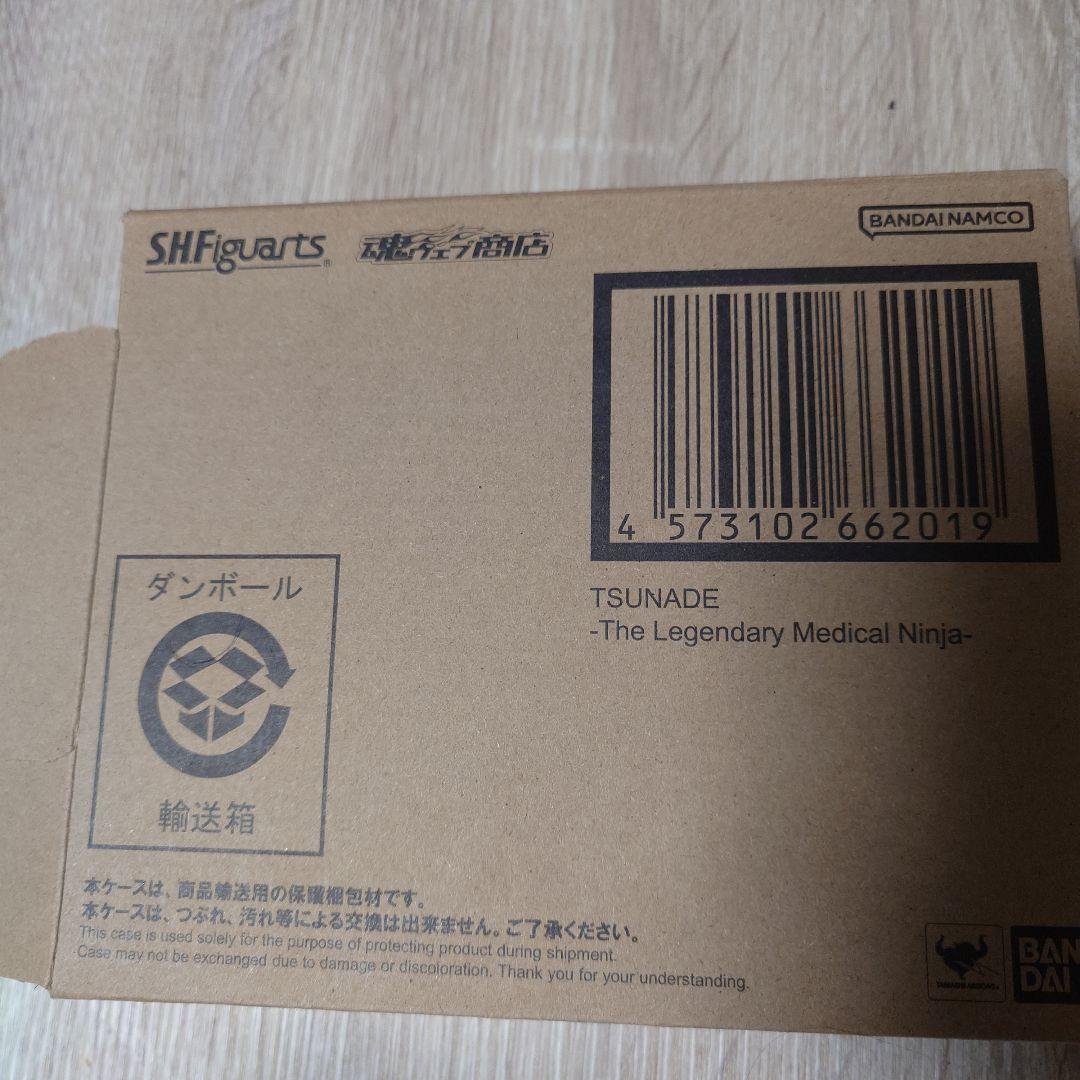 S.H.Figuarts®
魂ウェブ商店
BANDAI NAMCO
4 573102 662019
TSUNADE
-The Legendary Medical Ninja-
ダンボール
輸送箱
本ケースは、商品輸送用の保護梱包材です。
本ケースは、つぶれ、汚れ等による交換は出来ません。ご了承ください。
This case is used solely for the purpose of protecting product during shipment.
Case may not be exchanged due to damage or discoloration. Thank you for your understanding.
TAMASHII NATIONS
BAN
DAI